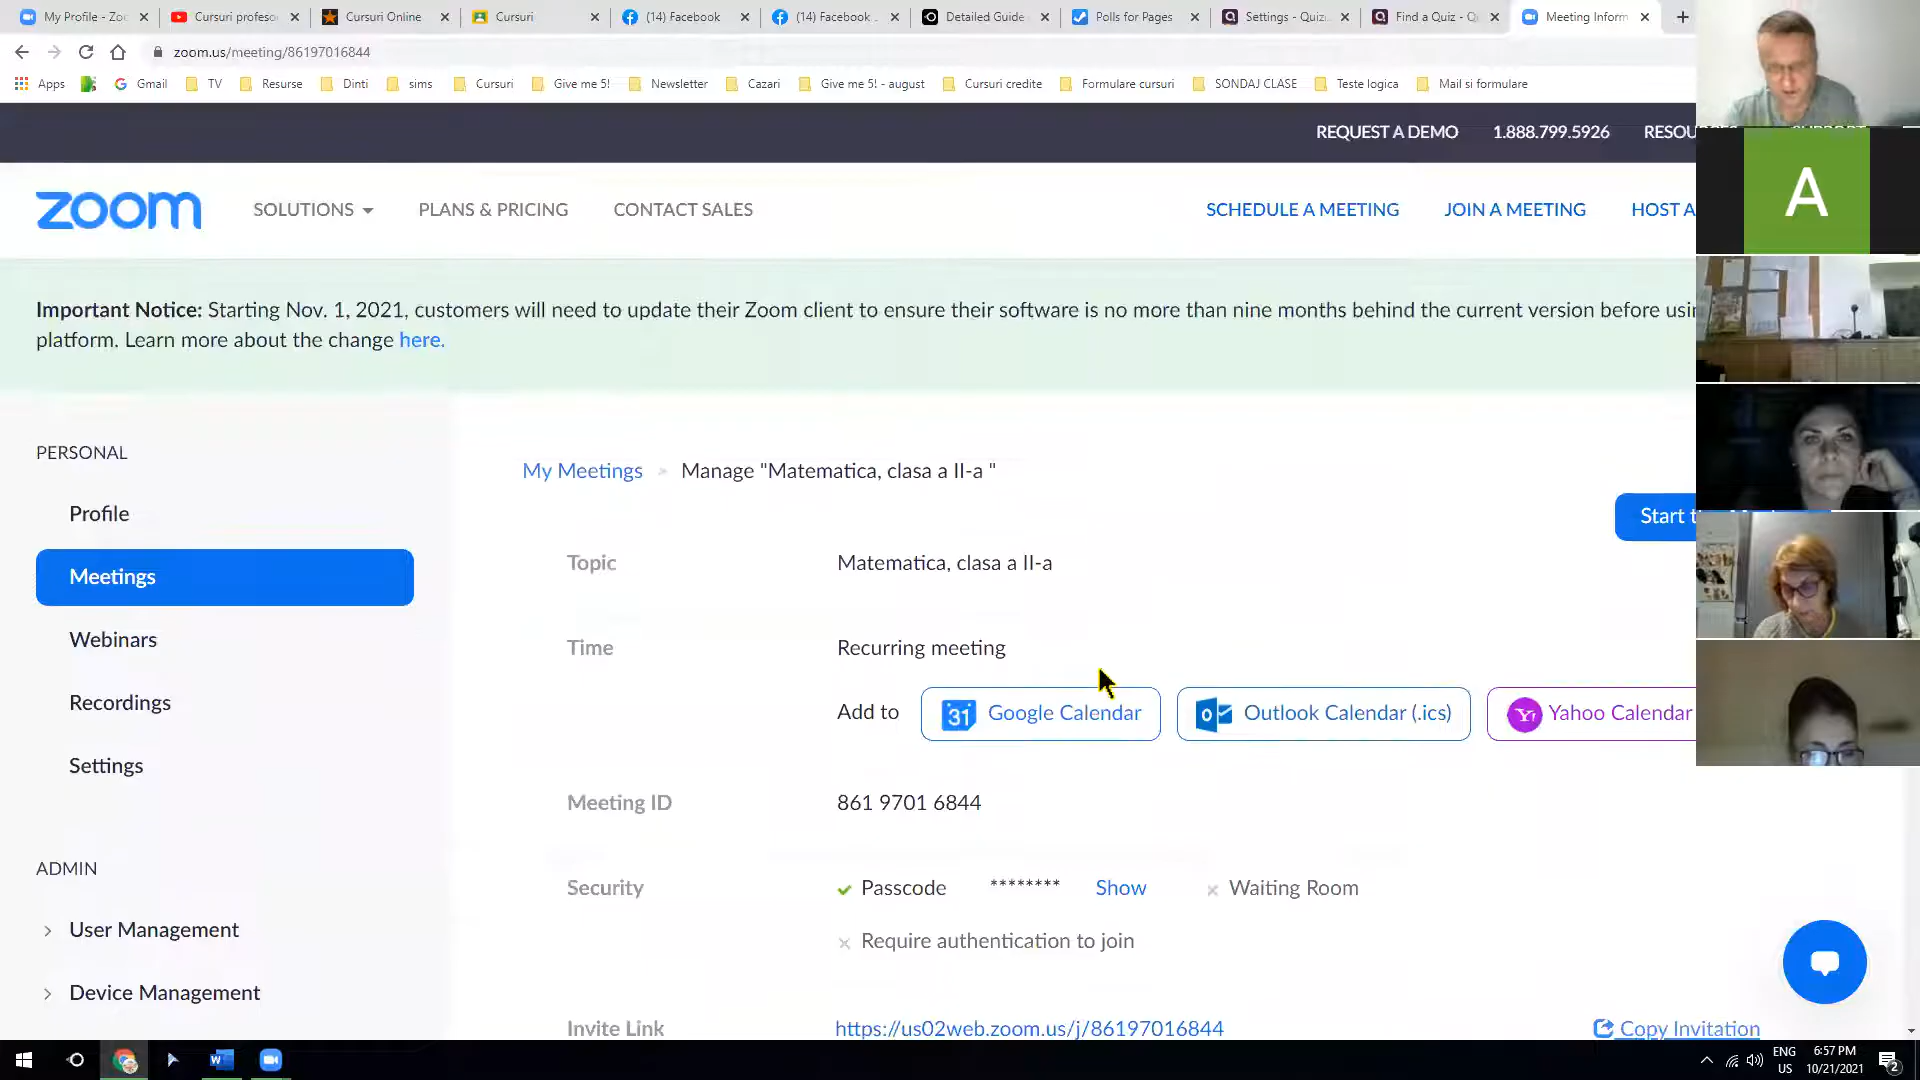 My Profile - Zo
Cursuri profeso
Cursuri Online
Cursuri
(14) Facebook
(14) Facebook
Detailed Guide
Polls for Pages
Settings - Quiz
Find a Quiz - Q
Meeting Inform
zoom.us/meeting/86197016844
Apps
Gmail
TV
Resurse
Dinti
sims
Cursuri
Give me 5!
Newsletter
Cazari
Give me 5! - august
Cursuri credite
Formulare cursuri
SONDAJ CLASE
Teste logica
Mail si formulare
REQUEST A DEMO 1.888.799.5926 RESOU
zoom
SOLUTIONS PLANS & PRICING CONTACT SALES
SCHEDULE A MEETING JOIN A MEETING HOST A
A
Important Notice: Starting Nov. 1, 2021, customers will need to update their Zoom client to ensure their software is no more than nine months behind the current version before usin
platform. Learn more about the change here.
PERSONAL
Profile
Meetings
Webinars
Recordings
Settings
ADMIN
User Management
Device Management
My Meetings > Manage "Matematica, clasa a II-a "
Start t
Topic Matematica, clasa a II-a
Time Recurring meeting
Add to 31 Google Calendar Outlook Calendar (.ics) Yahoo Calendar
Meeting ID 861 9701 6844
Security Passcode ******** Show Waiting Room
Require authentication to join
Invite Link https://us02web.zoom.us/j/86197016844 Copy Invitation
ENG
US
6:57 PM
10/21/2021
2